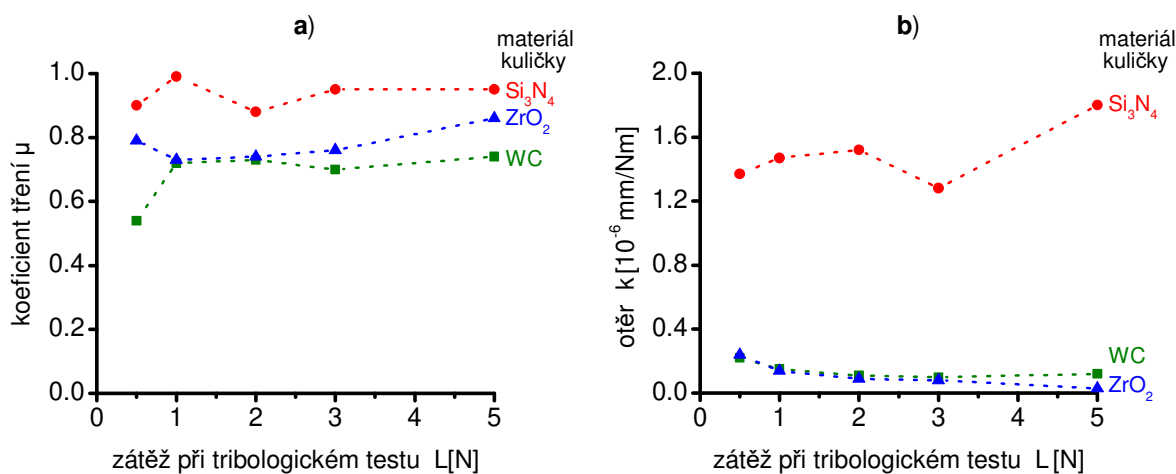 a)
materiál
kuličky
1.0
0.8
0.6
0.4
0.2
0.0
koeficient tření µ
Si₃N₄
ZrO₂
WC
0 1 2 3 4 5
zátěž při tribologickém testu L[N]
b)
materiál
kuličky
2.0
1.6
1.2
0.8
0.4
0.0
otěr k[10⁻⁶mm/Nm]
Si₃N₄
WC
ZrO₂
0 1 2 3 4 5
zátěž při tribologickém testu L[N]